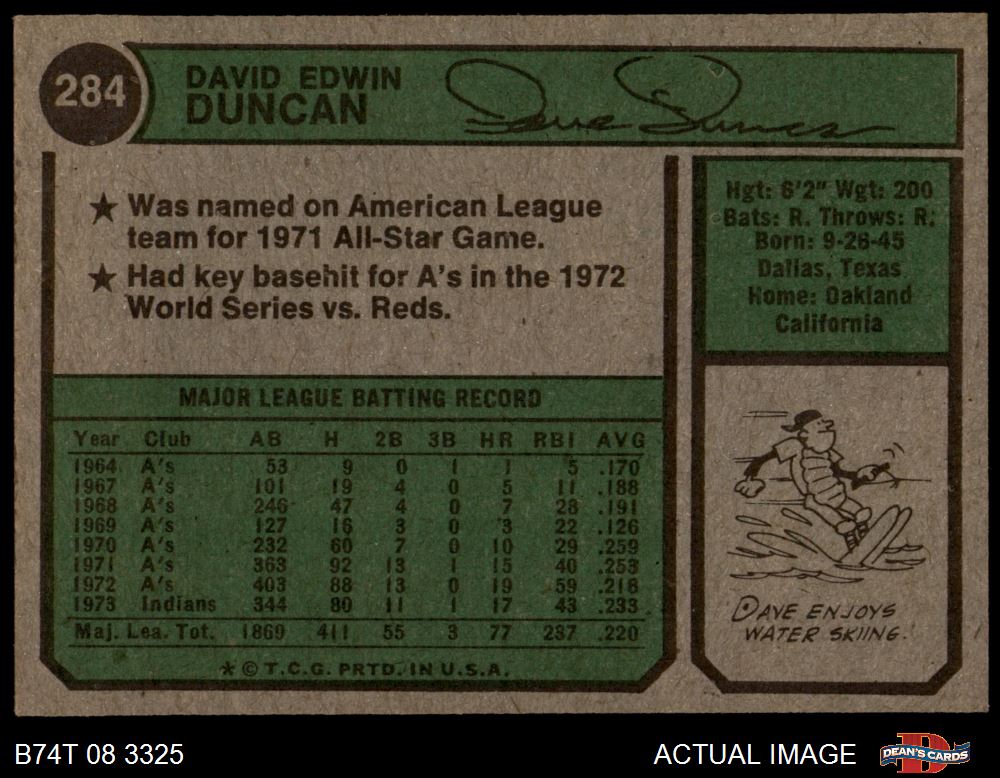 284
DAVID EDWIN
DUNCAN
Dave Duncan
★ Was named on American League
team for 1971 All-Star Game.
★ Had key basehit for A's in the 1972
World Series vs. Reds.
Hgt: 6'2" Wgt: 200
Bats: R. Throws: R.
Born: 9-26-45
Dallas, Texas
Home: Oakland
California
MAJOR LEAGUE BATTING RECORD
Year Club AB H 2B 3B HR RBI AVG
1964 A's 53 9 0 1 1 5 .170
1967 A's 101 19 4 0 5 11 .188
1968 A's 246 47 4 0 7 28 .191
1969 A's 127 16 3 0 3 22 .126
1970 A's 232 60 7 0 10 29 .259
1971 A's 363 92 13 1 15 40 .253
1972 A's 403 88 13 0 19 59 .218
1973 Indians 344 80 11 1 17 43 .233
Maj. Lea. Tot. 1869 411 55 3 77 237 .220
★ © T.C.G. PRTD. IN U.S.A.
DAVE ENJOYS
WATER SKIING.
B74T 08 3325
ACTUAL IMAGE
D
DEAN'S CARDS